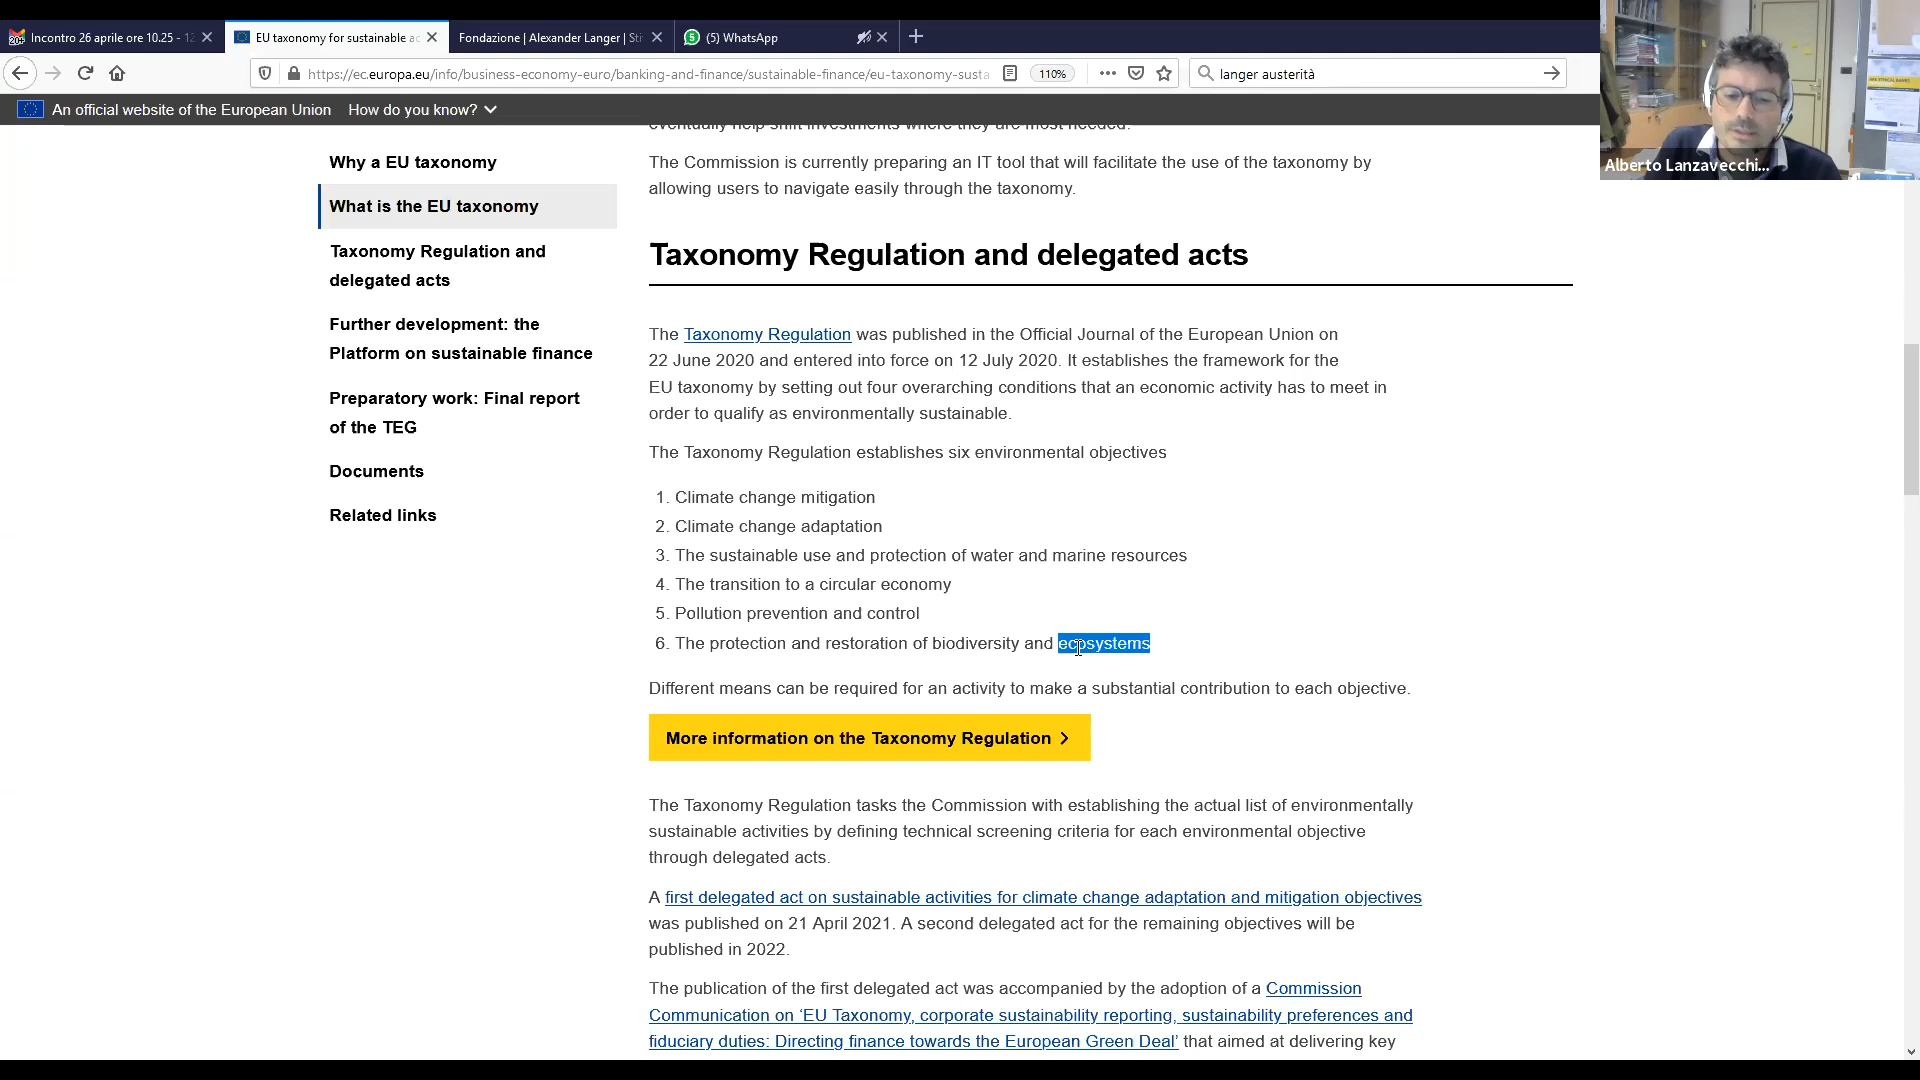 Incontro 26 aprile ore 10.25 - 12
EU taxonomy for sustainable ac
Fondazione | Alexander Langer | Sti
(5) WhatsApp
https://ec.europa.eu/info/business-economy-euro/banking-and-finance/sustainable-finance/eu-taxonomy-susta
110%
langer austerità
An official website of the European Union How do you know?
Alberto Lanzavecchi...
Why a EU taxonomy
What is the EU taxonomy
Taxonomy Regulation and
delegated acts
Further development: the
Platform on sustainable finance
Preparatory work: Final report
of the TEG
Documents
Related links
eventually help shift investments where they are most needed.
The Commission is currently preparing an IT tool that will facilitate the use of the taxonomy by
allowing users to navigate easily through the taxonomy.
Taxonomy Regulation and delegated acts
The Taxonomy Regulation was published in the Official Journal of the European Union on
22 June 2020 and entered into force on 12 July 2020. It establishes the framework for the
EU taxonomy by setting out four overarching conditions that an economic activity has to meet in
order to qualify as environmentally sustainable.
The Taxonomy Regulation establishes six environmental objectives
1. Climate change mitigation
2. Climate change adaptation
3. The sustainable use and protection of water and marine resources
4. The transition to a circular economy
5. Pollution prevention and control
6. The protection and restoration of biodiversity and ecosystems
Different means can be required for an activity to make a substantial contribution to each objective.
More information on the Taxonomy Regulation
The Taxonomy Regulation tasks the Commission with establishing the actual list of environmentally
sustainable activities by defining technical screening criteria for each environmental objective
through delegated acts.
A first delegated act on sustainable activities for climate change adaptation and mitigation objectives
was published on 21 April 2021. A second delegated act for the remaining objectives will be
published in 2022.
The publication of the first delegated act was accompanied by the adoption of a Commission
Communication on ‘EU Taxonomy, corporate sustainability reporting, sustainability preferences and
fiduciary duties: Directing finance towards the European Green Deal’ that aimed at delivering key